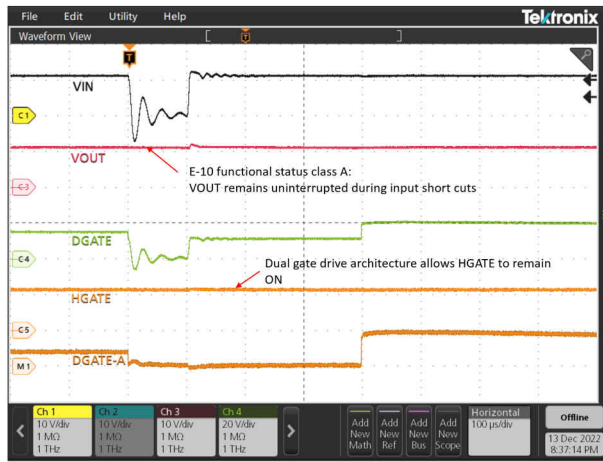 File Edit Utility Help
Tektronix
Waveform View
[ T ]
T
VIN
C1
VOUT
E-10 functional status class A:
VOUT remains uninterrupted during input short cuts
C3
DGATE
C4
Dual gate drive architecture allows HGATE to remain
ON
HGATE
C5
DGATE-A
M1
Ch 1 Ch 2 Ch 3 Ch 4
10 V/div 10 V/div 10 V/div 20 V/div
1 MΩ 1 MΩ 1 MΩ 1 MΩ
1 THz 1 THz 1 THz 1 THz
Add Add Add Add
New New New New
Math Ref Bus Scope
Horizontal
100 µs/div
Offline
13 Dec 2022
8:37:14 PM